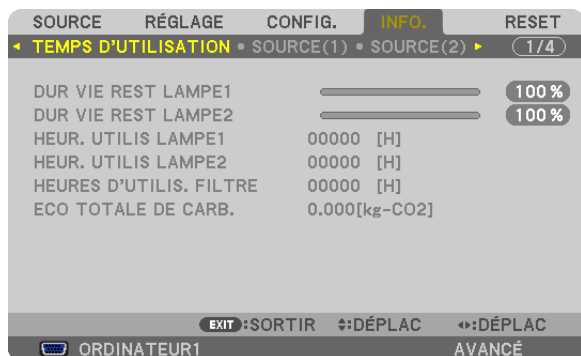 SOURCE RÉGLAGE CONFIG. INFO. RESET
◂ TEMPS D'UTILISATION • SOURCE(1) • SOURCE(2) ▸ 1/4
DUR VIE REST LAMPE1 100 %
DUR VIE REST LAMPE2 100 %
HEUR. UTILIS LAMPE1 00000 [H]
HEUR. UTILIS LAMPE2 00000 [H]
HEURES D'UTILIS. FILTRE 00000 [H]
ECO TOTALE DE CARB. 0.000[kg-CO2]
EXIT :SORTIR ♦:DÉPLAC ◂▸:DÉPLAC
ORDINATEUR1 AVANCÉ